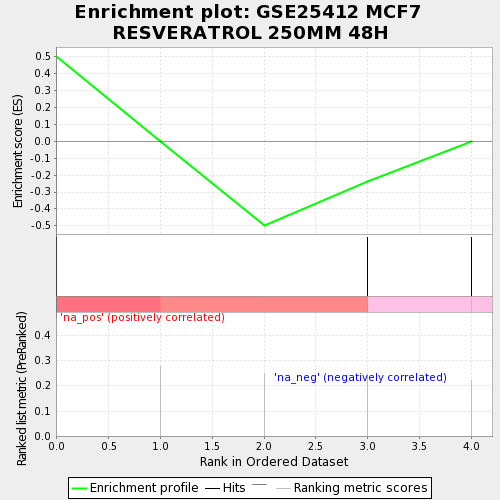 Enrichment plot: GSE25412 MCF7
RESVERATROL 250MM 48H
Enrichment score (ES)
0.5
0.4
0.3
0.2
0.1
0.0
-0.1
-0.2
-0.3
-0.4
-0.5
'na_pos' (positively correlated)
'na_neg' (negatively correlated)
Ranked list metric (PreRanked)
0.4
0.3
0.2
0.1
0.0
0.0 0.5 1.0 1.5 2.0 2.5 3.0 3.5 4.0
Rank in Ordered Dataset
Enrichment profile Hits Ranking metric scores